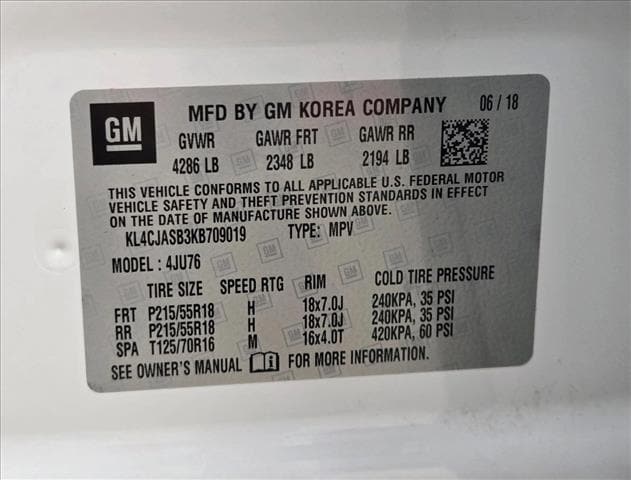 GM
MFD BY GM KOREA COMPANY 06 / 18
GVWR GAWR FRT GAWR RR
4286 LB 2348 LB 2194 LB
THIS VEHICLE CONFORMS TO ALL APPLICABLE U.S. FEDERAL MOTOR
VEHICLE SAFETY AND THEFT PREVENTION STANDARDS IN EFFECT
ON THE DATE OF MANUFACTURE SHOWN ABOVE.
KL4CJASB3KB709019 TYPE: MPV
MODEL : 4JU76
TIRE SIZE SPEED RTG RIM COLD TIRE PRESSURE
FRT P215/55R18 H 18x7.0J 240KPA, 35 PSI
RR P215/55R18 H 18x7.0J 240KPA, 35 PSI
SPA T125/70R16 M 16x4.0T 420KPA, 60 PSI
SEE OWNER'S MANUAL FOR MORE INFORMATION.